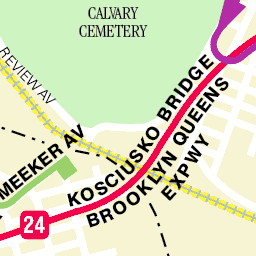 CALVARY
CEMETERY
REVIEW AV
KOSCIUSKO BRIDGE
BROOKLYN QUEENS
EXPWY
MEEKER AV
24